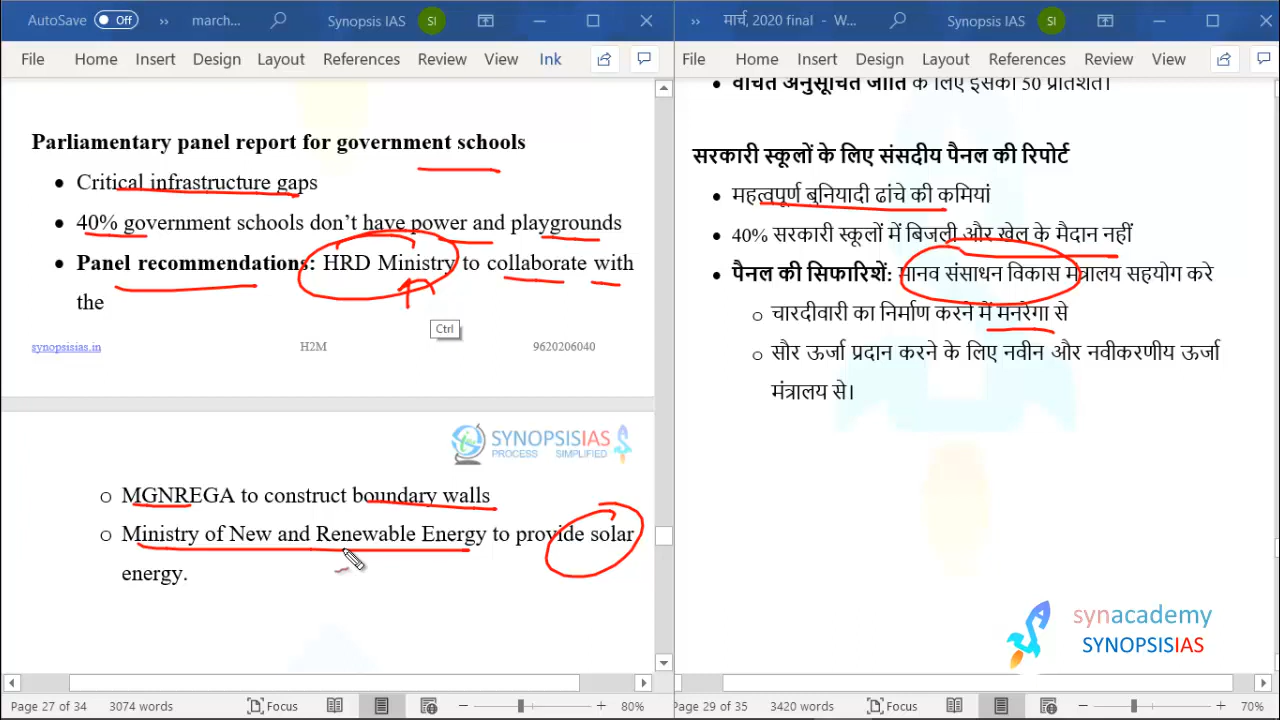 AutoSave Off march... Synopsis IAS SI
File Home Insert Design Layout References Review View Ink
Parliamentary panel report for government schools
• Critical infrastructure gaps
• 40% government schools don’t have power and playgrounds
• Panel recommendations: HRD Ministry to collaborate with
the
Ctrl
synopsisias.in H2M 9620206040
SYNOPSISIAS
PROCESS SIMPLIFIED
o MGNREGA to construct boundary walls
o Ministry of New and Renewable Energy to provide solar
energy.
Page 27 of 34 3074 words Focus 80%
मार्च, 2020 final - W... Synopsis IAS SI
File Home Insert Design Layout References Review View
• वंचित अनुसूचित जाति के लिए इसका 50 प्रतिशत।
सरकारी स्कूलों के लिए संसदीय पैनल की रिपोर्ट
• महत्वपूर्ण बुनियादी ढांचे की कमियां
• 40% सरकारी स्कूलों में बिजली और खेल के मैदान नहीं
• पैनल की सिफारिशें: मानव संसाधन विकास मंत्रालय सहयोग करे
o चारदीवारी का निर्माण करने में मनरेगा से
o सौर ऊर्जा प्रदान करने के लिए नवीन और नवीकरणीय ऊर्जा
मंत्रालय से।
synacademy
SYNOPSISIAS
Page 29 of 35 3420 words Focus 70%